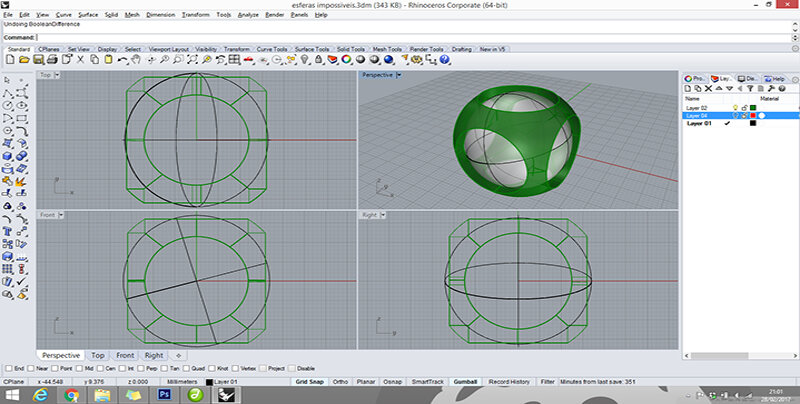 esferas impossíveis.3dm (343 KB) - Rhinoceros Corporate (64-bit)
File Edit View Curve Surface Solid Mesh Dimension Transform Tools Analyze Render Panels Help
Undoing BooleanDifference
Command:
Standard CPlanes Set View Display Select Viewport Layout Visibility Transform Curve Tools Surface Tools Solid Tools Mesh Tools Render Tools Drafting New in V5
Top
Perspective
Front
Right
y
x
z
y
x
z
x
z
y
Lay...
Dis...
Help
Name Material
Layer 02
Layer 04
Layer 01
Perspective Top Front Right
End Near Point Mid Cen Int Perp Tan Quad Knot Vertex Project Disable
CPlane x -44.548 y 9.376 z 0.000 Millimeters Layer 01 Grid Snap Ortho Planar Osnap SmartTrack Gumball Record History Filter Minutes from last save: 351
Ps
21:01
28/02/2017